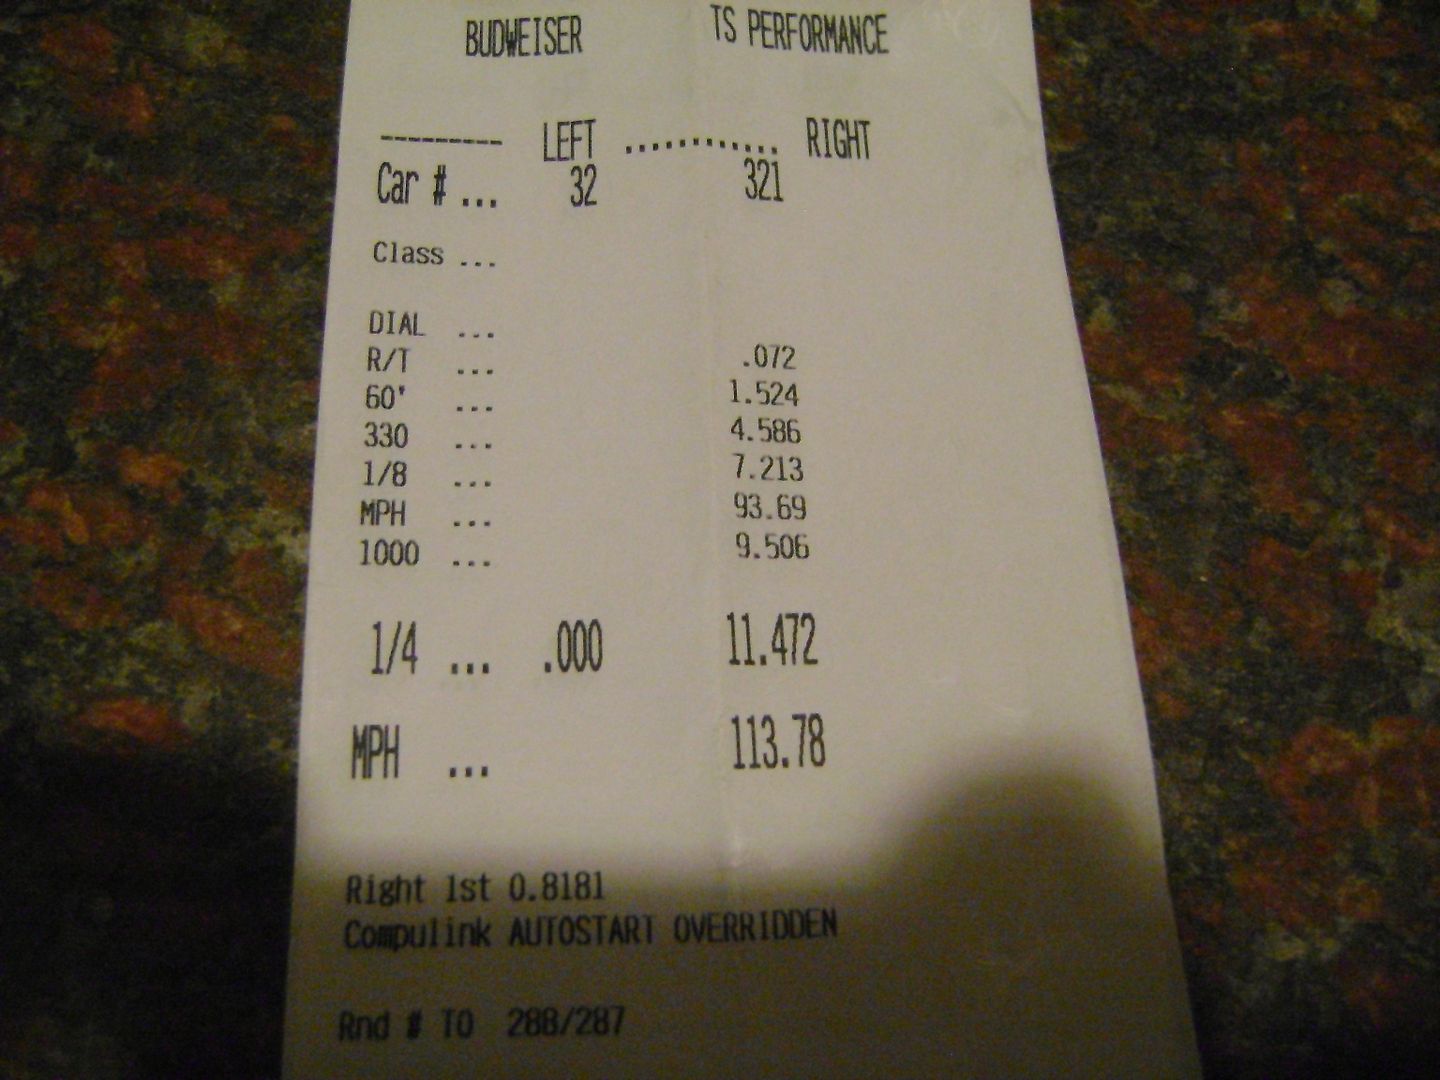 BUDWEISER TS PERFORMANCE
--------- LEFT ............ RIGHT
Car # ... 32 321
Class ...
DIAL ...
R/T ... .072
60' ... 1.524
330 ... 4.586
1/8 ... 7.213
MPH ... 93.69
1000 ... 9.506
1/4 ... .000 11.472
MPH ... 113.78
Right 1st 0.8181
Compulink AUTOSTART OVERRIDDEN
Rnd # TO 288/287